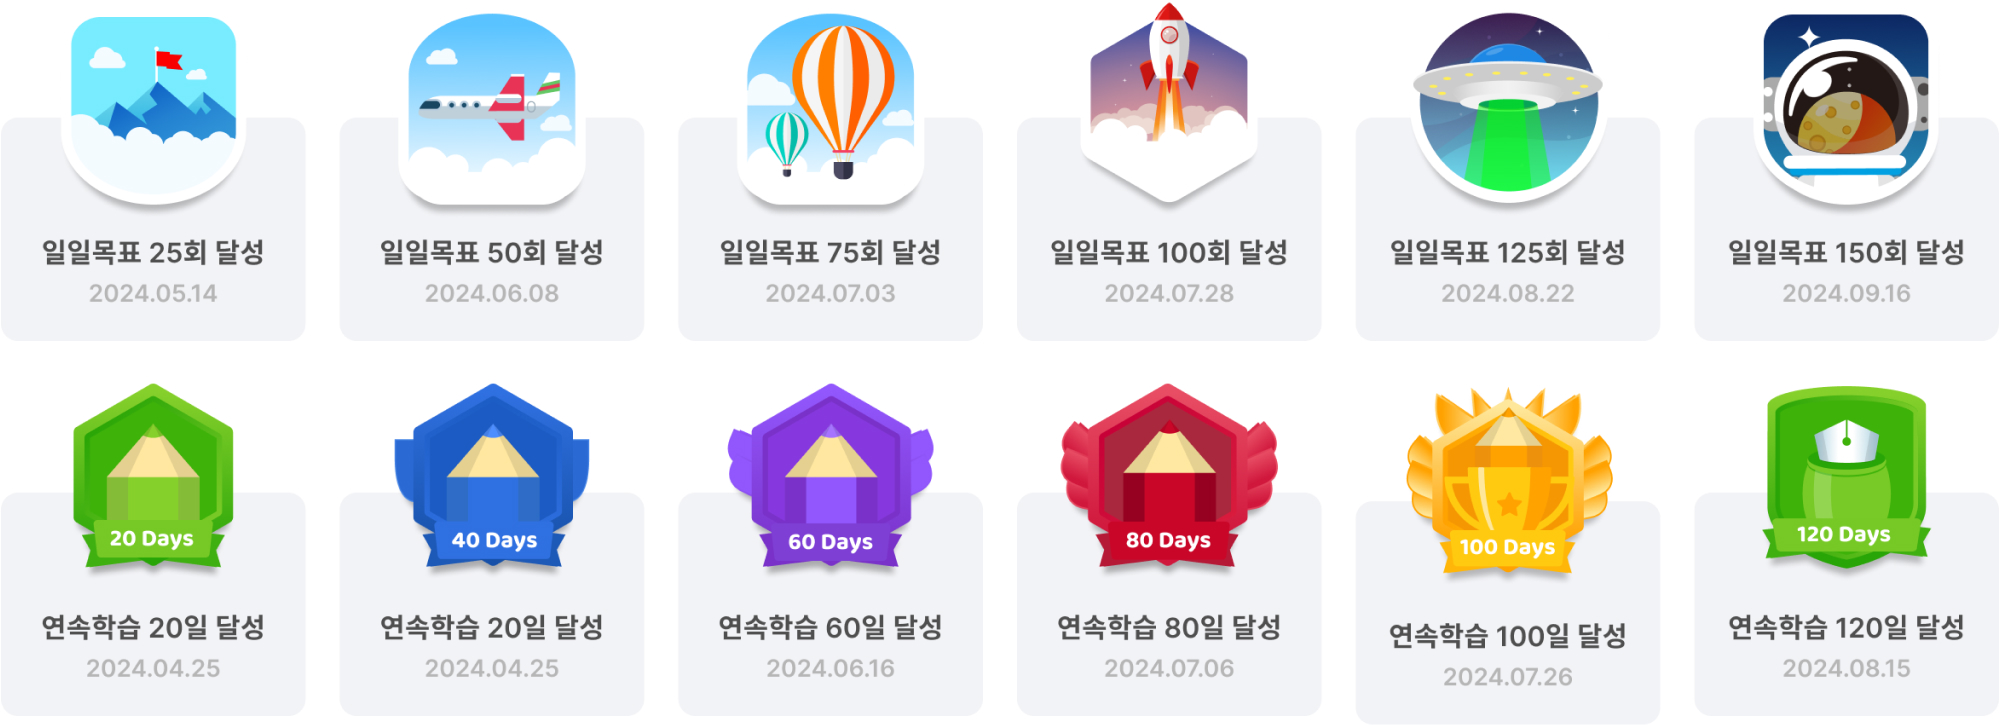 일일목표 25회 달성
2024.05.14
일일목표 50회 달성
2024.06.08
일일목표 75회 달성
2024.07.03
일일목표 100회 달성
2024.07.28
일일목표 125회 달성
2024.08.22
일일목표 150회 달성
2024.09.16
20 Days
연속학습 20일 달성
2024.04.25
40 Days
연속학습 20일 달성
2024.04.25
60 Days
연속학습 60일 달성
2024.06.16
80 Days
연속학습 80일 달성
2024.07.06
100 Days
연속학습 100일 달성
2024.07.26
120 Days
연속학습 120일 달성
2024.08.15